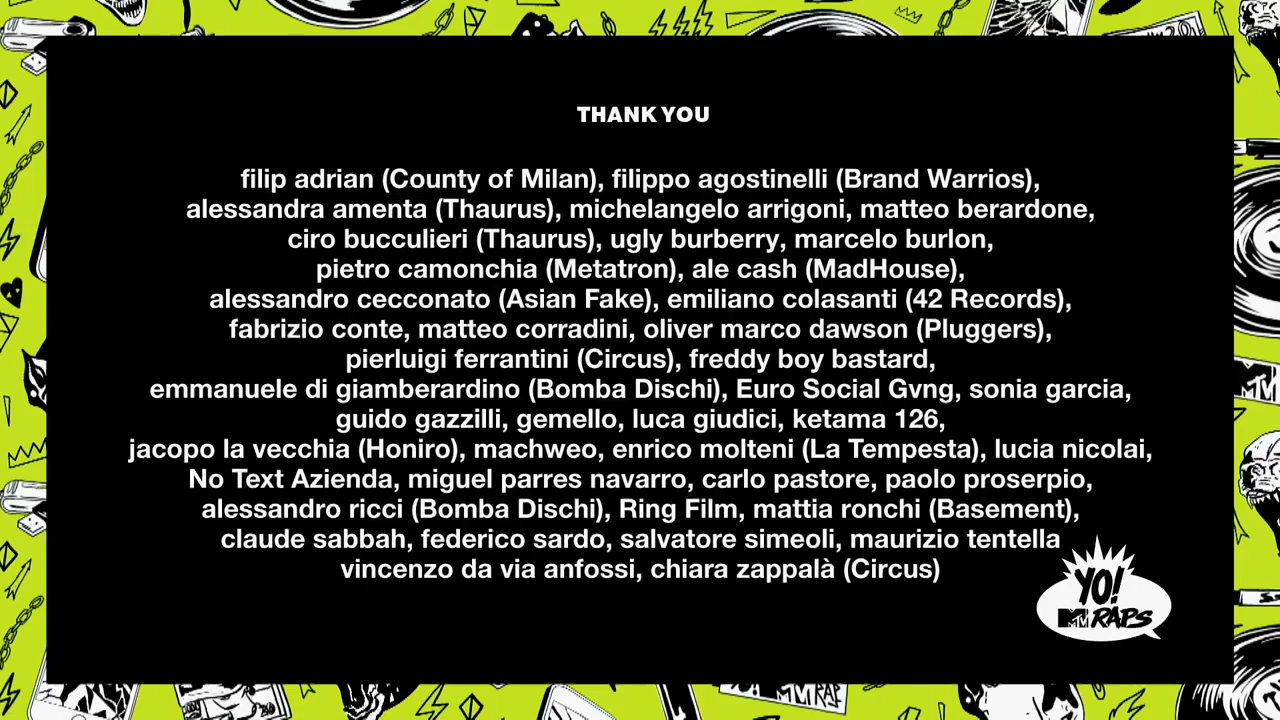 THANK YOU
filip adrian (County of Milan), filippo agostinelli (Brand Warrios),
alessandra amenta (Thaurus), michelangelo arrigoni, matteo berardone,
ciro bucculieri (Thaurus), ugly burberry, marcelo burlon,
pietro camonchia (Metatron), ale cash (MadHouse),
alessandro cecconato (Asian Fake), emiliano colasanti (42 Records),
fabrizio conte, matteo corradini, oliver marco dawson (Pluggers),
pierluigi ferrantini (Circus), freddy boy bastard,
emmanuele di giamberardino (Bomba Dischi), Euro Social Gvng, sonia garcia,
guido gazzilli, gemello, luca giudici, ketama 126,
jacopo la vecchia (Honiro), machweo, enrico molteni (La Tempesta), lucia nicolai,
No Text Azienda, miguel parres navarro, carlo pastore, paolo proserpio,
alessandro ricci (Bomba Dischi), Ring Film, mattia ronchi (Basement),
claude sabbah, federico sardo, salvatore simeoli, maurizio tentella
vincenzo da via anfossi, chiara zappalà (Circus)
YO!
MTV RAPS
MTV